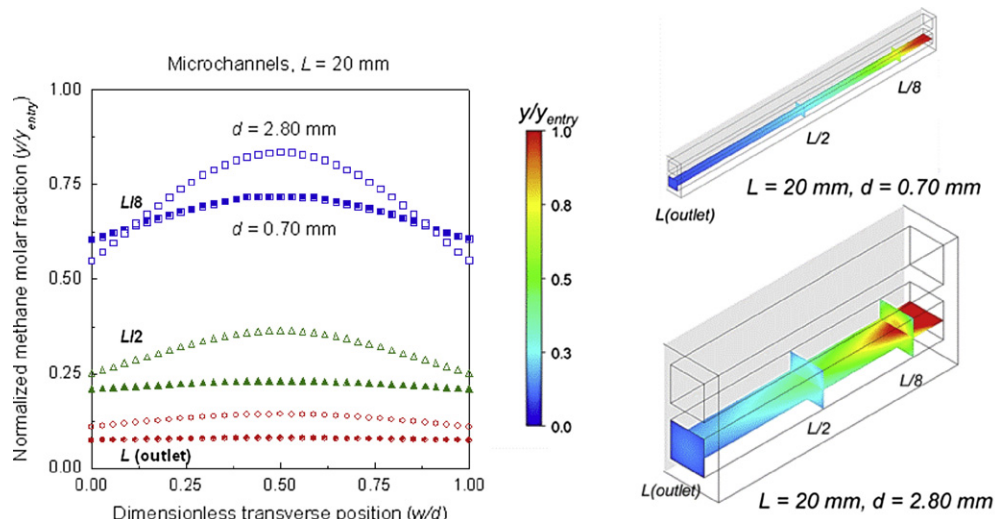 Microchannels, L = 20 mm
Normalized methane molar fraction (y/y_entry)
1.00
0.75
0.50
0.25
0.00
d = 2.80 mm
L/8
d = 0.70 mm
L/2
L (outlet)
0.00 0.25 0.50 0.75 1.00
Dimensionless transverse position (w/d)
y/y_entry
1.0
0.8
0.5
0.3
0.0
L/8
L/2
L(outlet)
L = 20 mm, d = 0.70 mm
L/8
L/2
L(outlet)
L = 20 mm, d = 2.80 mm